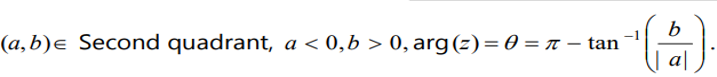 (a,b)∈ Second quadrant, a < 0,b > 0, arg(z) = θ = π − tan⁻¹(b/|a|).